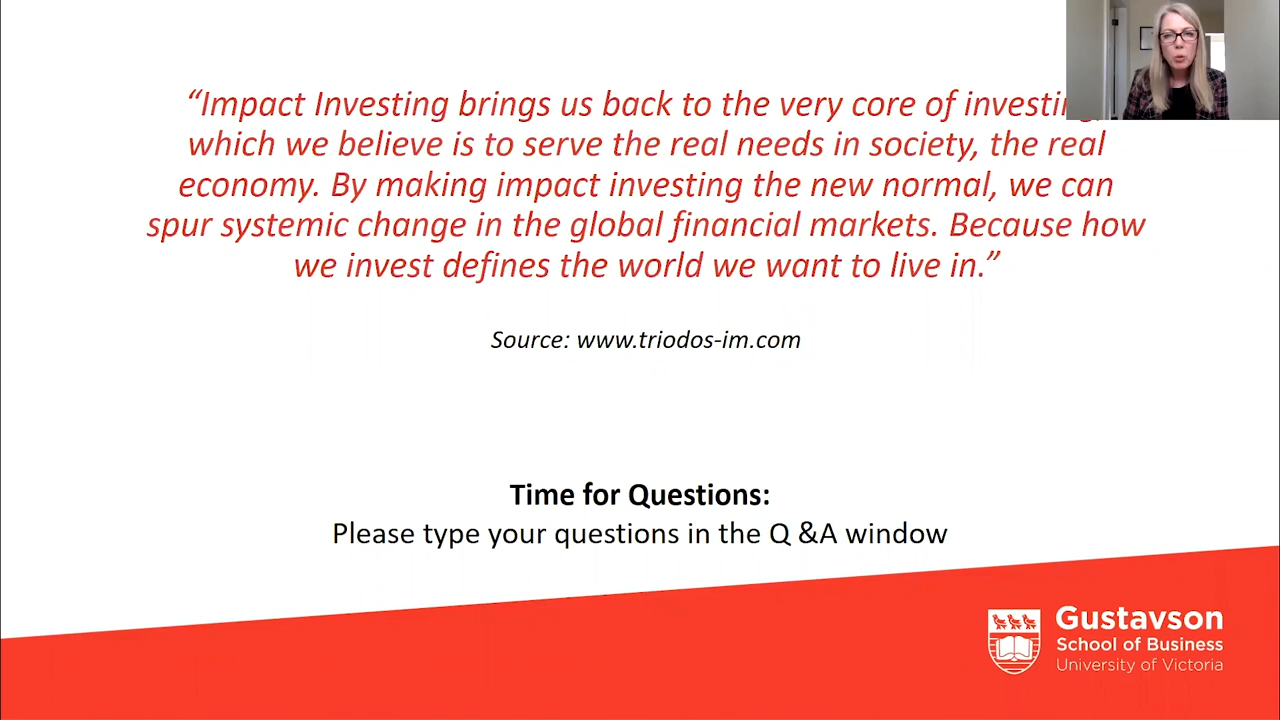 “Impact Investing brings us back to the very core of investing,
which we believe is to serve the real needs in society, the real
economy. By making impact investing the new normal, we can
spur systemic change in the global financial markets. Because how
we invest defines the world we want to live in.”
Source: www.triodos-im.com
Time for Questions:
Please type your questions in the Q &A window
Gustavson
School of Business
University of Victoria